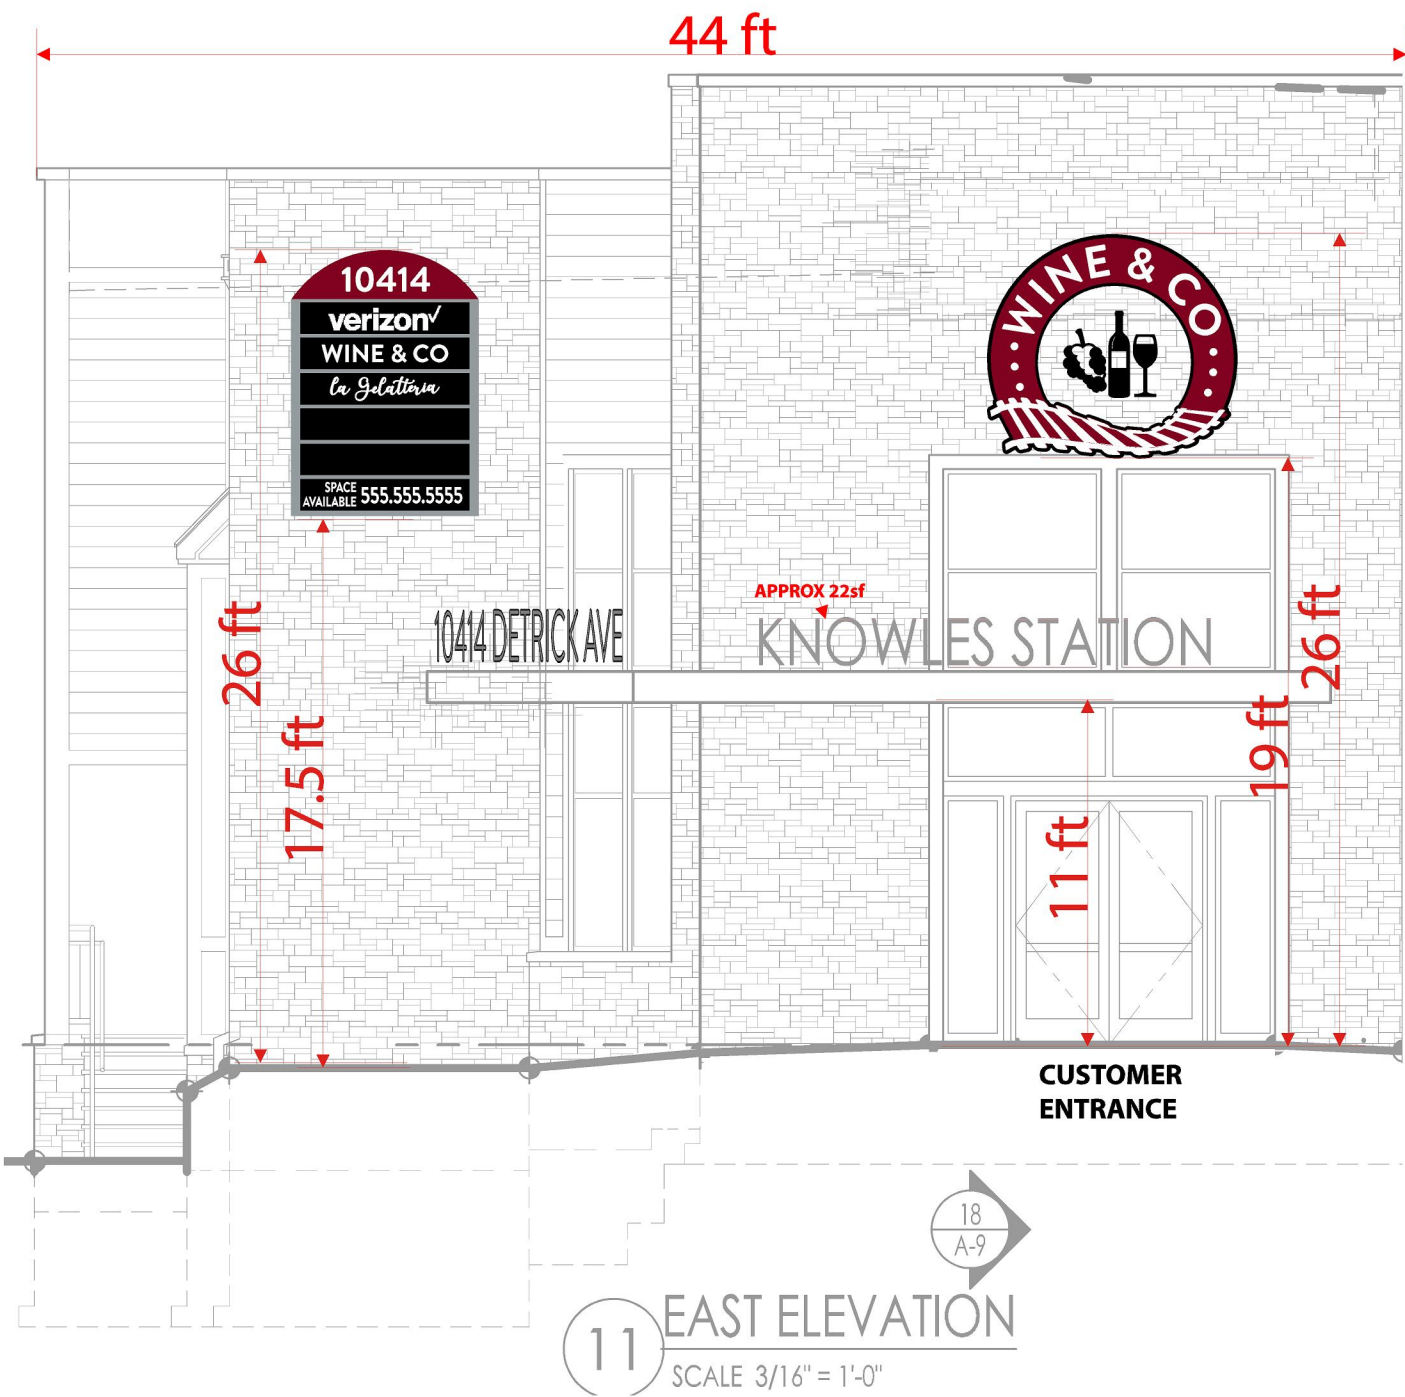 44 ft
10414
verizon✓
WINE & CO
la Gelatteria
SPACE
AVAILABLE
555.555.5555
WINE & CO
26 ft
17.5 ft
10414 DETRICK AVE
APPROX 22sf
KNOWLES STATION
26 ft
19 ft
11 ft
CUSTOMER
ENTRANCE
18
A-9
11
EAST ELEVATION
SCALE 3/16" = 1'-0"